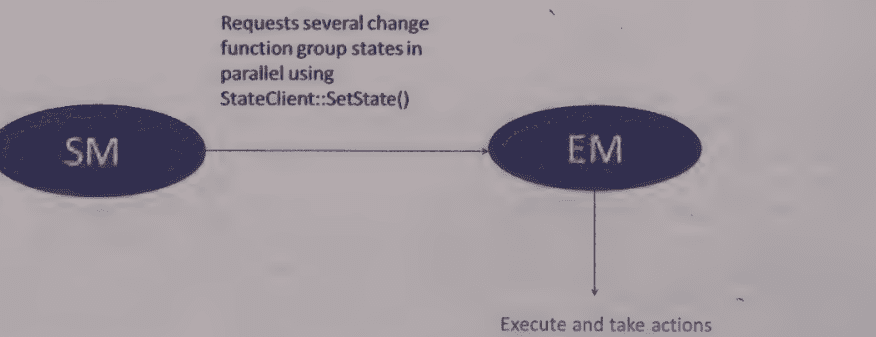 Requests several change
function group states in
parallel using
StateClient::SetState()
SM
EM
Execute and take actions